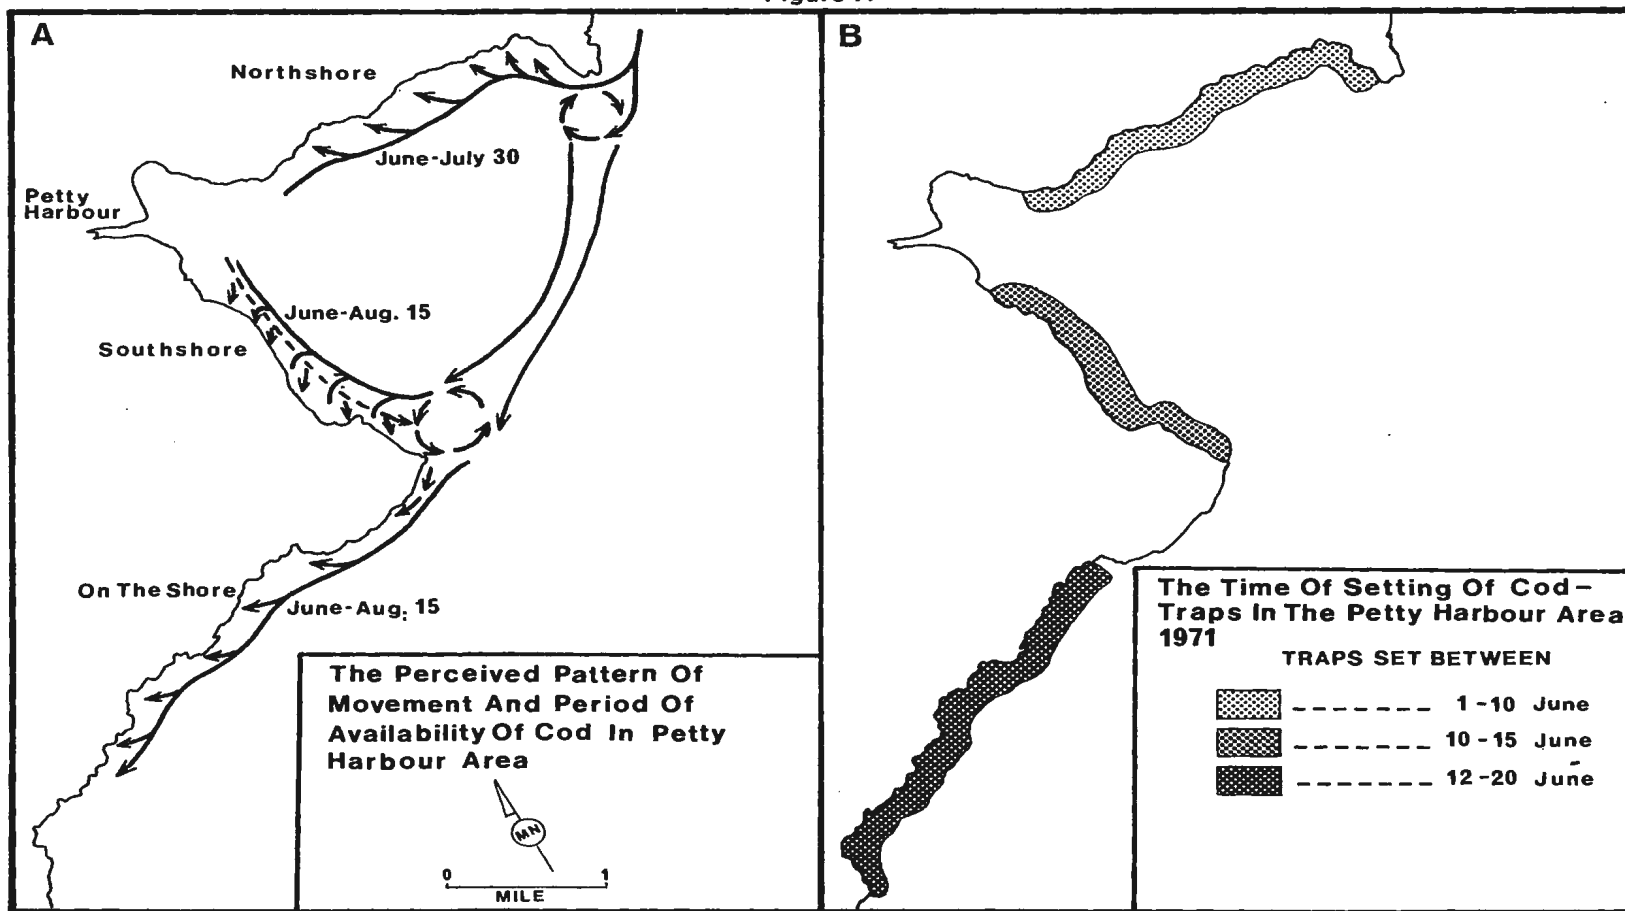 A
Northshore
June-July 30
Petty
Harbour
June-Aug. 15
Southshore
On The Shore
June-Aug. 15
The Perceived Pattern Of
Movement And Period Of
Availability Of Cod In Petty
Harbour Area
MN
0 1
MILE
B
The Time Of Setting Of Cod-
Traps In The Petty Harbour Area
1971
TRAPS SET BETWEEN
1-10 June
10-15 June
12-20 June